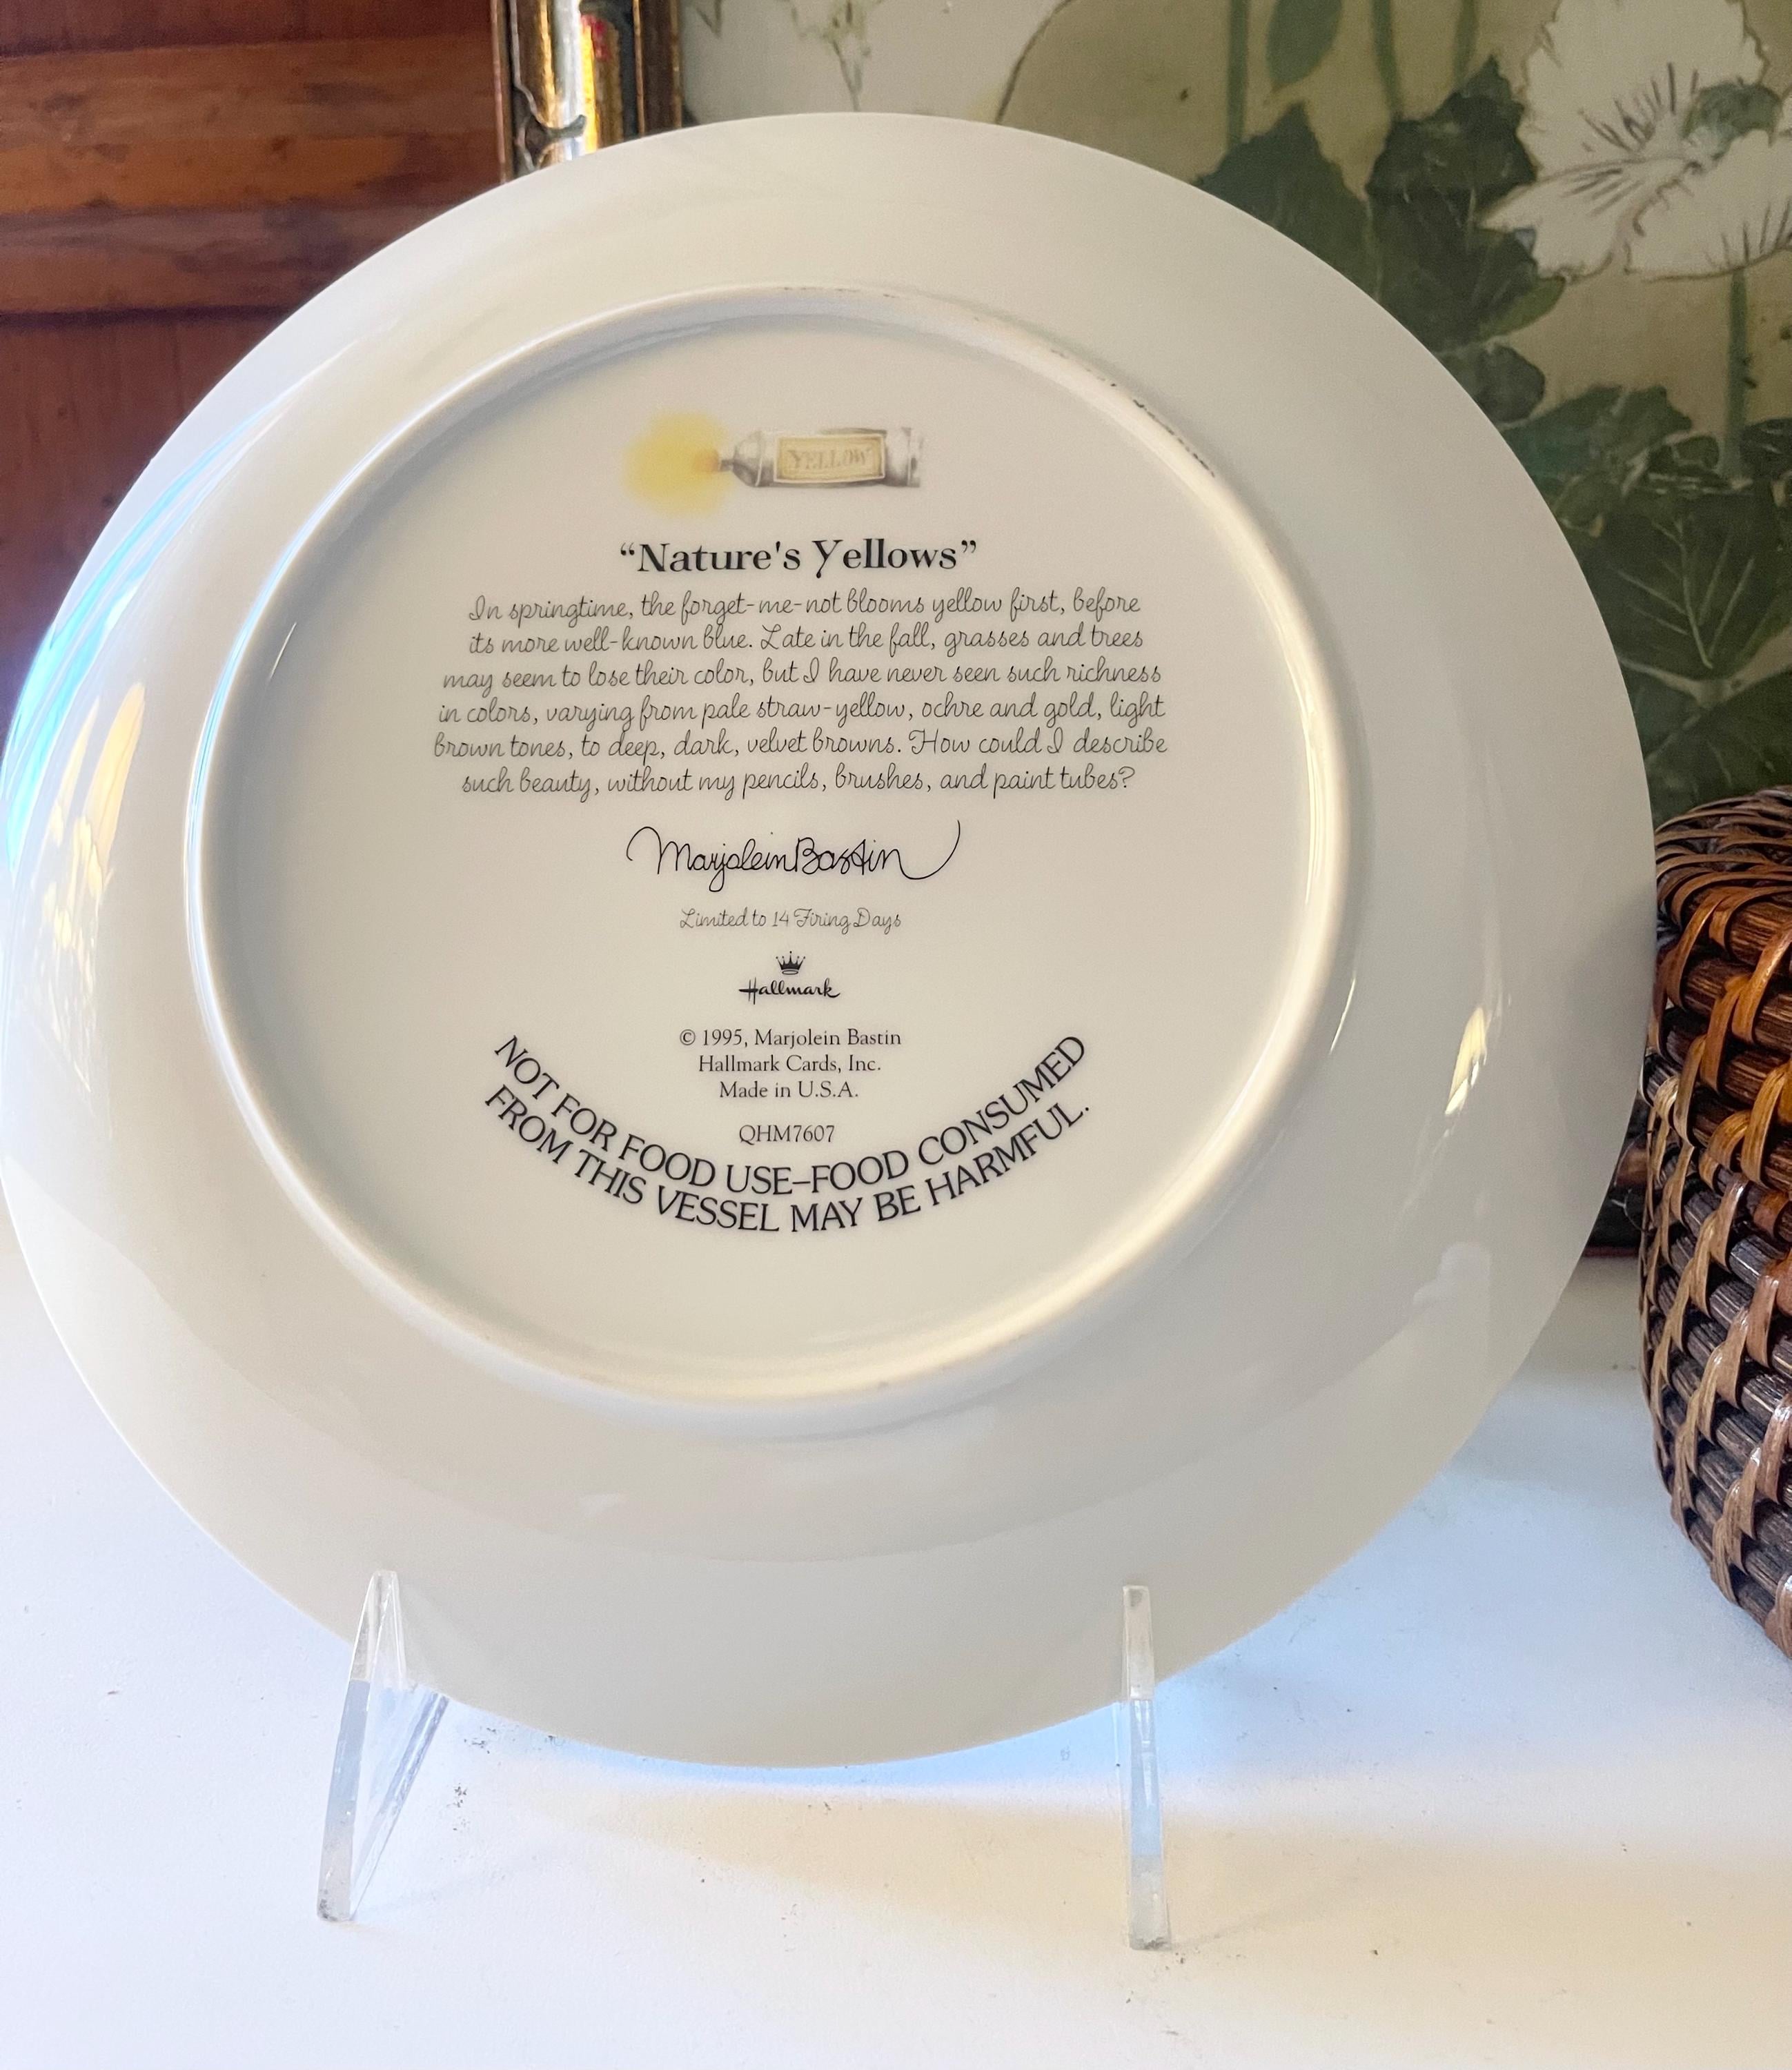 YELLOW
“Nature's Yellows”
In springtime, the forget-me-not blooms yellow first, before
its more well-known blue. Late in the fall, grasses and trees
may seem to lose their color, but I have never seen such richness
in colors, varying from pale straw-yellow, ochre and gold, light
brown tones, to deep, dark, velvet browns. How could I describe
such beauty, without my pencils, brushes, and paint tubes?
Marjolein Bastin
Limited to 14 Firing Days
Hallmark
© 1995, Marjolein Bastin
Hallmark Cards, Inc.
Made in U.S.A.
QHM7607
NOT FOR FOOD USE–FOOD CONSUMED
FROM THIS VESSEL MAY BE HARMFUL.